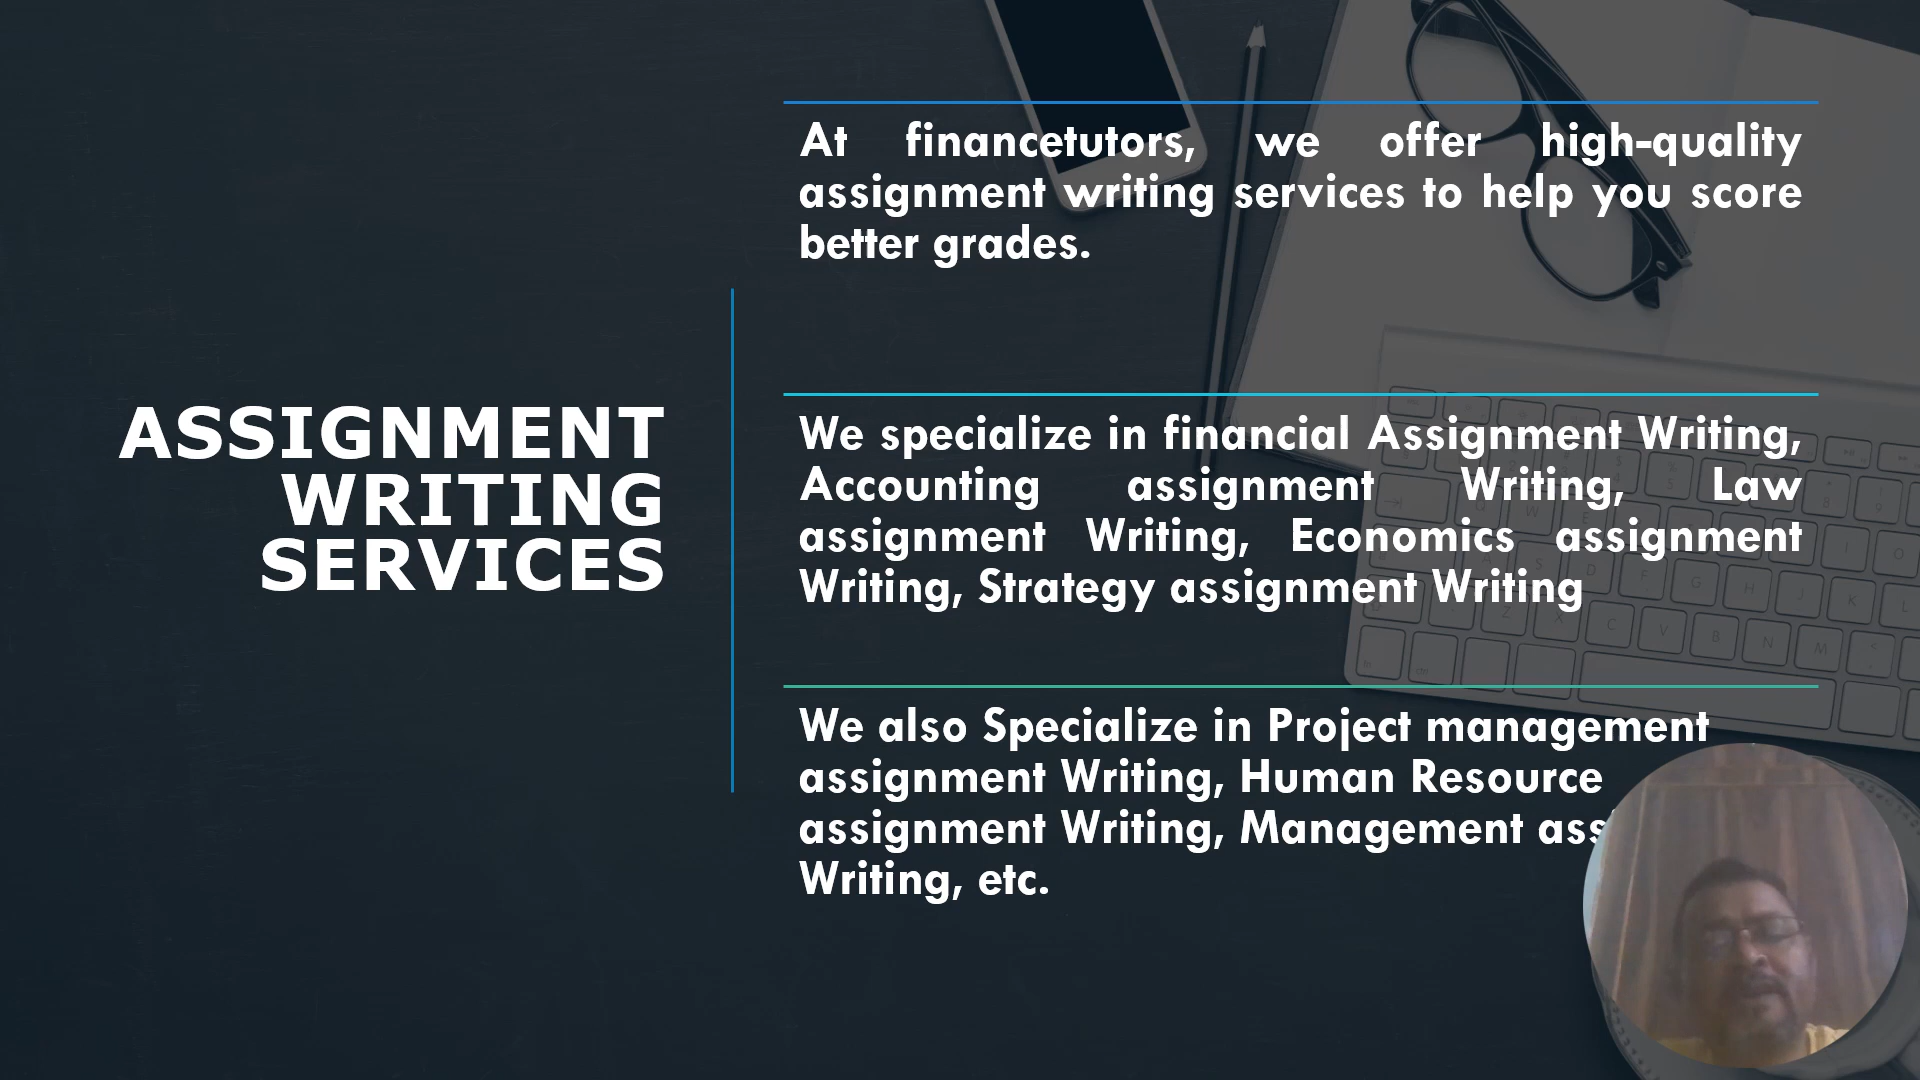 ASSIGNMENT
WRITING
SERVICES
At financetutors, we offer high-quality
assignment writing services to help you score
better grades.
We specialize in financial Assignment Writing,
Accounting assignment Writing, Law
assignment Writing, Economics assignment
Writing, Strategy assignment Writing
We also Specialize in Project management
assignment Writing, Human Resource
assignment Writing, Management
Writing, etc.